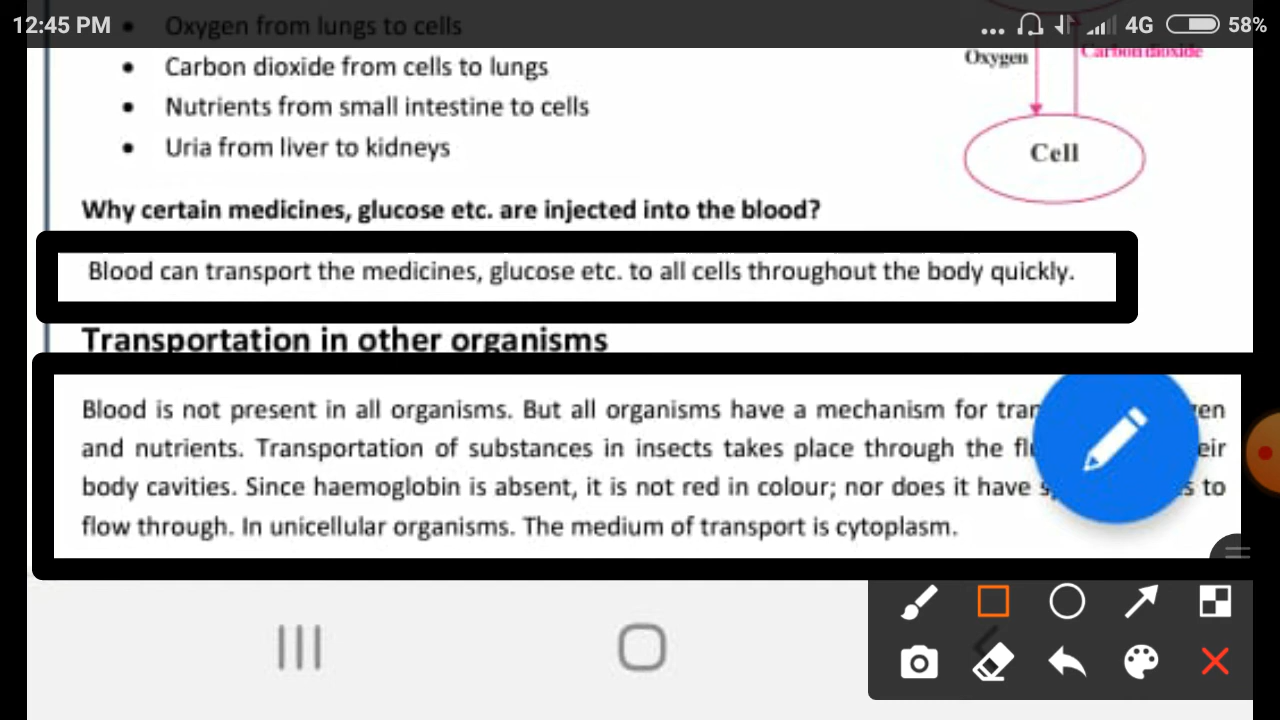 12:45 PM
4G
58%
Oxygen from lungs to cells
Carbon dioxide from cells to lungs
Nutrients from small intestine to cells
Uria from liver to kidneys
Oxygen
Carbon dioxide
Cell
Why certain medicines, glucose etc. are injected into the blood?
Blood can transport the medicines, glucose etc. to all cells throughout the body quickly.
Transportation in other organisms
Blood is not present in all organisms. But all organisms have a mechanism for
and nutrients. Transportation of substances in insects takes place through the
body cavities. Since haemoglobin is absent, it is not red in colour; nor does it have to
flow through. In unicellular organisms. The medium of transport is cytoplasm.